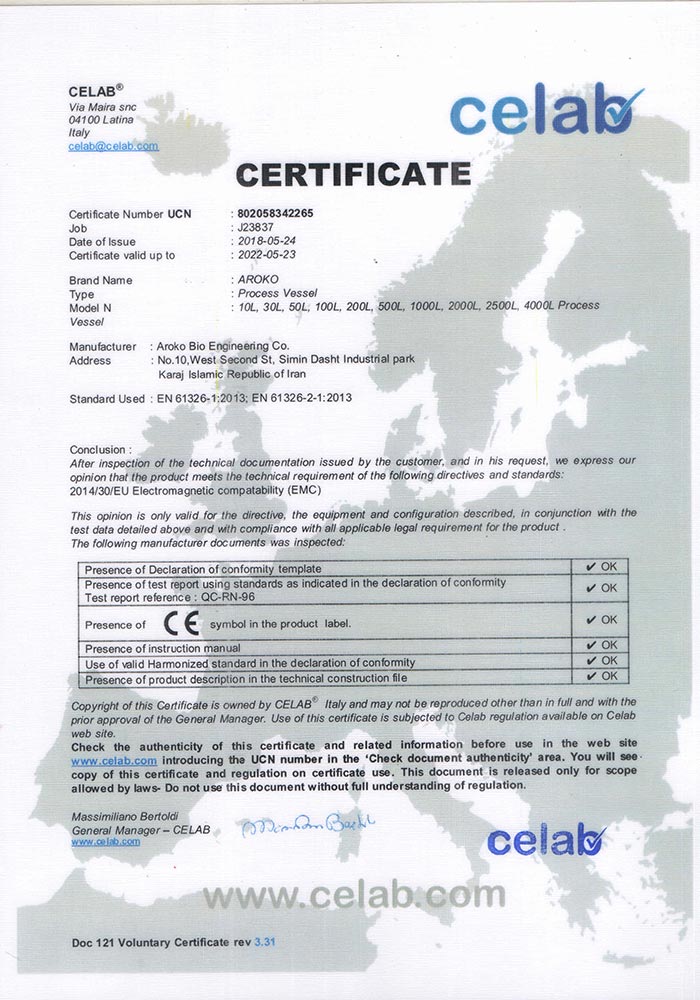 CELAB®
Via Maira snc
04100 Latina
Italy
celab@celab.com
celab
CERTIFICATE
Certificate Number UCN : 802058342265
Job : J23837
Date of Issue : 2018-05-24
Certificate valid up to : 2022-05-23
Brand Name : AROKO
Type : Process Vessel
Model N : 10L, 30L, 50L, 100L, 200L, 500L, 1000L, 2000L, 2500L, 4000L Process
Vessel
Manufacturer : Aroko Bio Engineering Co.
Address : No.10,West Second St, Simin Dasht Industrial park
Karaj Islamic Republic of Iran
Standard Used : EN 61326-1:2013; EN 61326-2-1:2013
Conclusion :
After inspection of the technical documentation issued by the customer, and in his request, we express our
opinion that the product meets the technical requirement of the following directives and standards:
2014/30/EU Electromagnetic compatability (EMC)
This opinion is only valid for the directive, the equipment and configuration described, in conjunction with the
test data detailed above and with compliance with all applicable legal requirement for the product .
The following manufacturer documents was inspected:
Presence of Declaration of conformity template ✔ OK
Presence of test report using standards as indicated in the declaration of conformity
Test report reference : QC-RN-96 ✔ OK
Presence of CE symbol in the product label. ✔ OK
Presence of instruction manual ✔ OK
Use of valid Harmonized standard in the declaration of conformity ✔ OK
Presence of product description in the technical construction file ✔ OK
Copyright of this Certificate is owned by CELAB® Italy and may not be reproduced other than in full and with the
prior approval of the General Manager. Use of this certificate is subjected to Celab regulation available on Celab
web site.
Check the authenticity of this certificate and related information before use in the web site
www.celab.com introducing the UCN number in the ‘Check document authenticity’ area. You will see
copy of this certificate and regulation on certificate use. This document is released only for scope
allowed by laws- Do not use this document without full understanding of regulation.
Massimiliano Bertoldi
General Manager – CELAB
www.celab.com
celab
www.celab.com
Doc 121 Voluntary Certificate rev 3.31